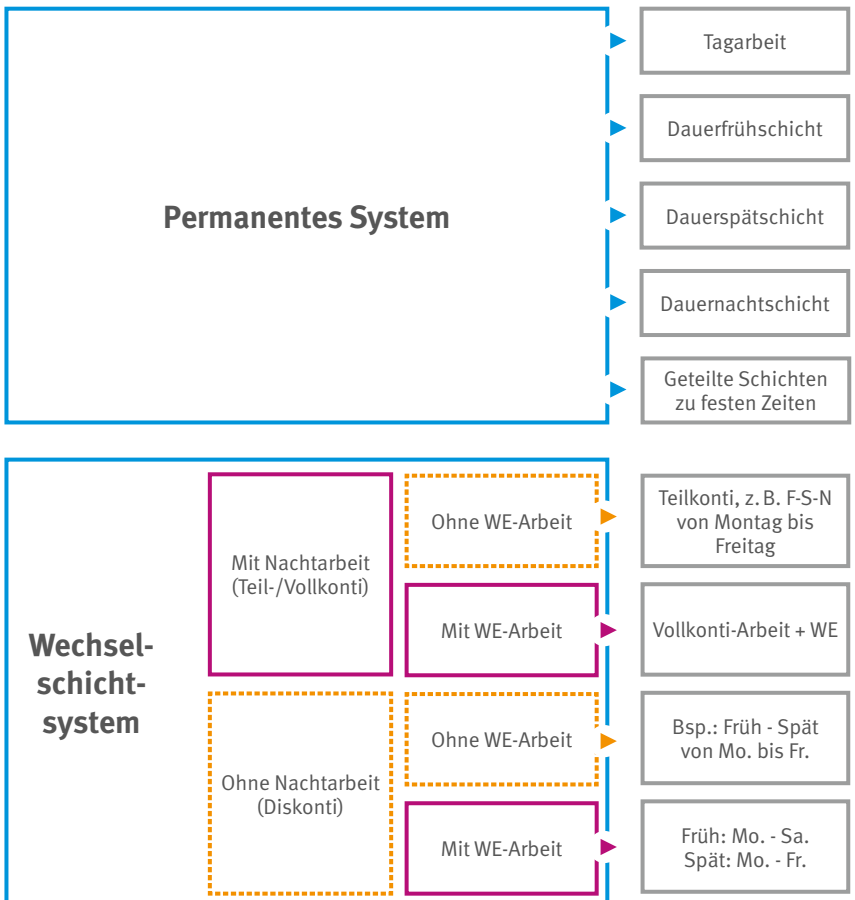 Permanentes System
Tagarbeit
Dauerfrühschicht
Dauerspätschicht
Dauernachtschicht
Geteilte Schichten
zu festen Zeiten
Wechsel-
schicht-
system
Mit Nachtarbeit
(Teil-/Vollkonti)
Ohne WE-Arbeit
Teilkonti, z. B. F-S-N
von Montag bis
Freitag
Mit WE-Arbeit
Vollkonti-Arbeit + WE
Ohne Nachtarbeit
(Diskonti)
Ohne WE-Arbeit
Bsp.: Früh - Spät
von Mo. bis Fr.
Mit WE-Arbeit
Früh: Mo. - Sa.
Spät: Mo. - Fr.